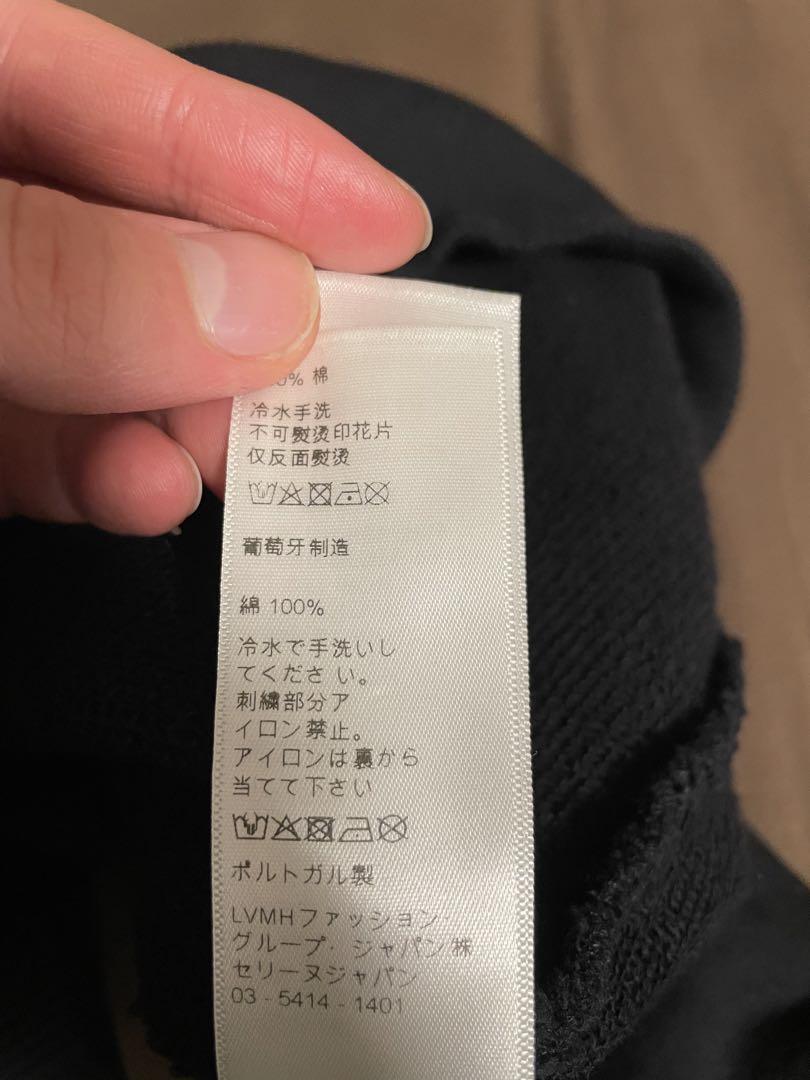 0% 棉
冷水手洗
不可熨烫印花片
仅反面熨烫
葡萄牙制造
綿 100%
冷水で手洗いし
てくださ い。
刺繍部分ア
イロン禁止。
アイロンは裏から
当てて下さい
ポルトガル製
LVMHファッション・
グループ・ジャパン株
セリーヌジャパン
03 - 5414 - 1401